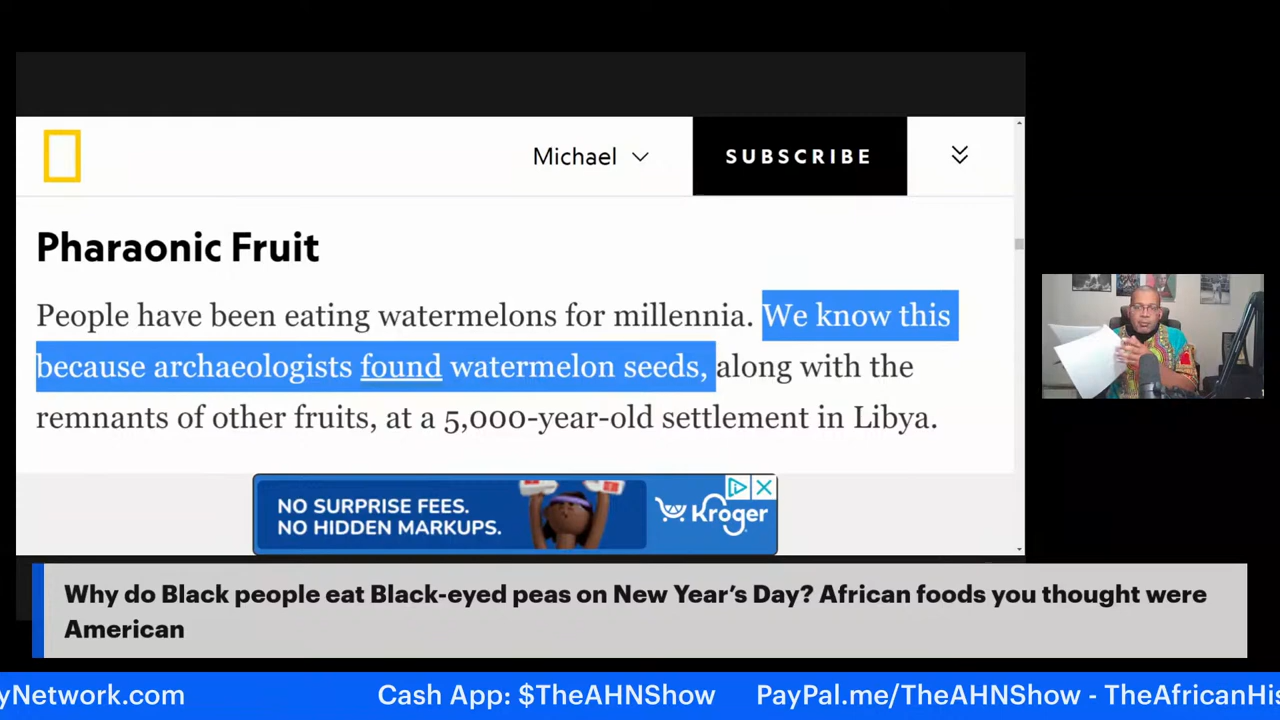 Michael
SUBSCRIBE
Pharaonic Fruit
People have been eating watermelons for millennia. We know this
because archaeologists found watermelon seeds, along with the
remnants of other fruits, at a 5,000-year-old settlement in Libya.
NO SURPRISE FEES.
NO HIDDEN MARKUPS.
Kroger
Why do Black people eat Black-eyed peas on New Year's Day? African foods you thought were
American
yNetwork.com Cash App: $TheAHNShow PayPal.me/TheAHNShow - TheAfricanHis